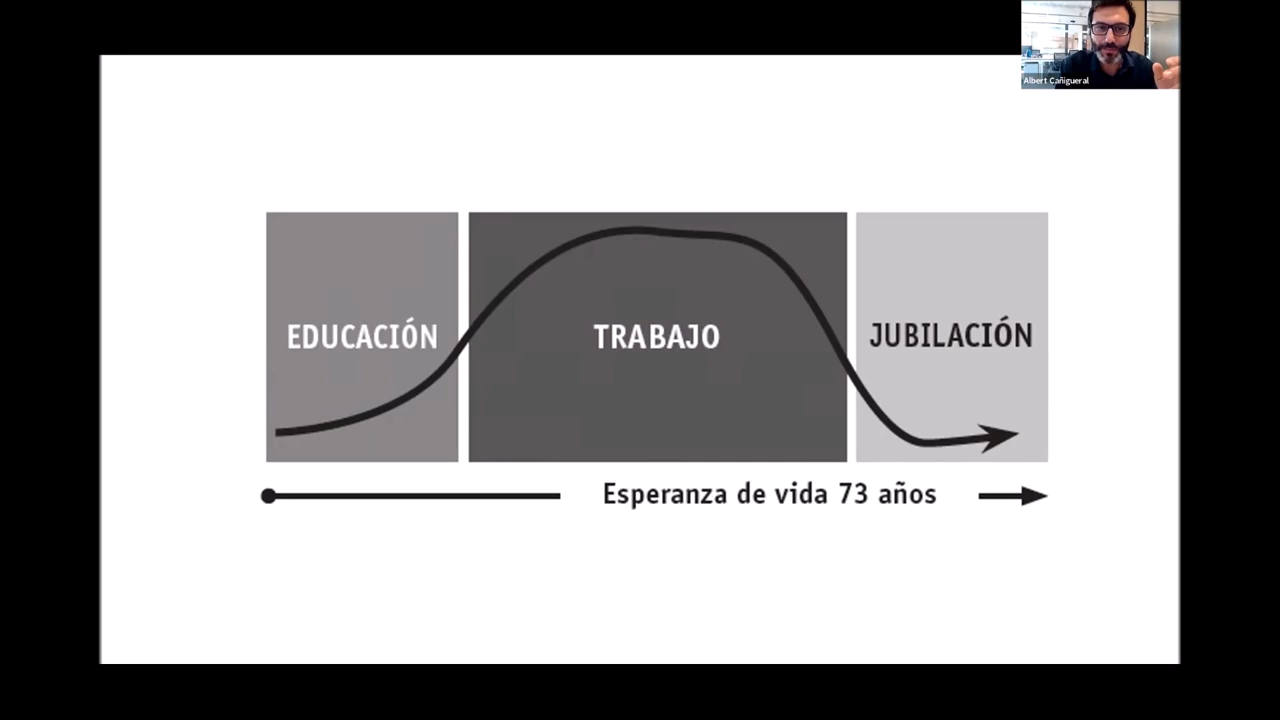 Albert Cañigueral
EDUCACIÓN
TRABAJO
JUBILACIÓN
Esperanza de vida 73 años